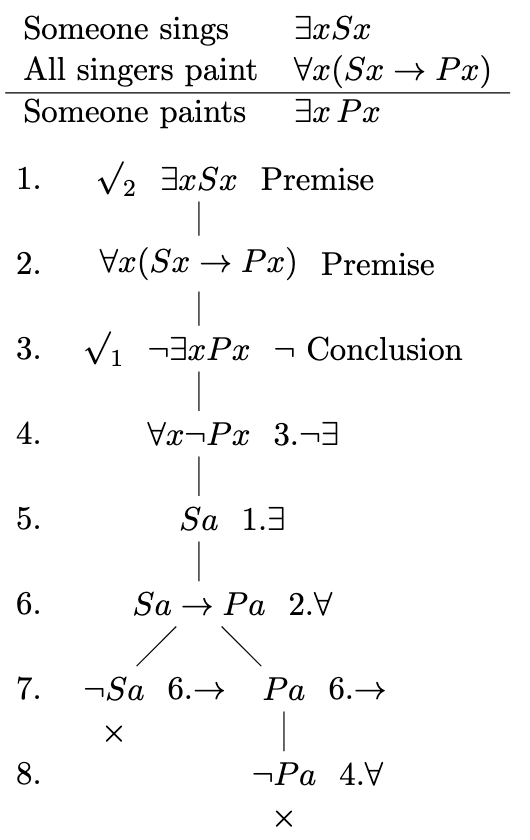 Someone sings ∃xSx
All singers paint ∀x(Sx → Px)
Someone paints ∃x Px
1. √₂ ∃xSx Premise
2. ∀x(Sx → Px) Premise
3. √₁ ¬∃xPx ¬ Conclusion
4. ∀x¬Px 3.¬∃
5. Sa 1.∃
6. Sa → Pa 2.∀
7. ¬Sa 6.→ Pa 6.→
×
8. ¬Pa 4.∀
×